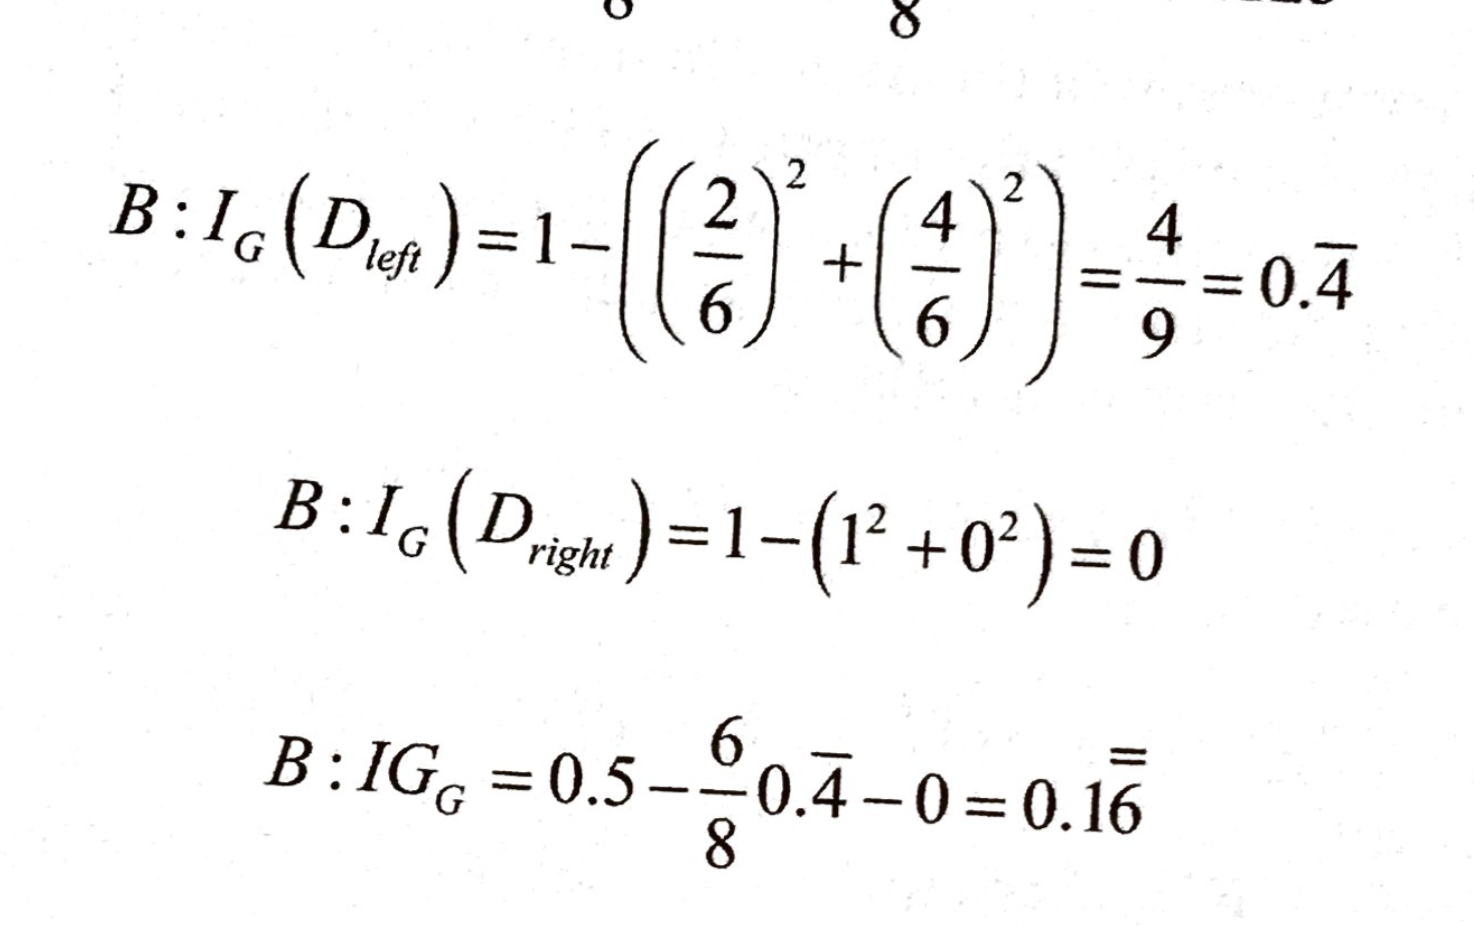 8
B : I_G(D_left) = 1 − ((2/6)² + (4/6)²) = 4/9 = 0.4̅
B : I_G(D_right) = 1 − (1² + 0²) = 0
B : IG_G = 0.5 − 6/8 0.4̅ − 0 = 0.16̿